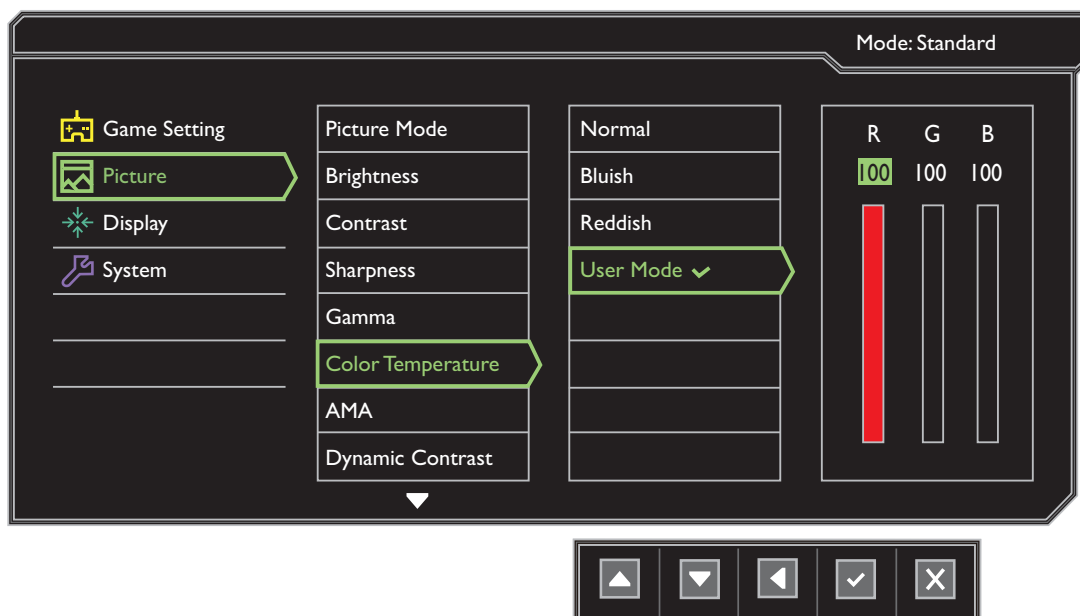 Mode: Standard
Game Setting
Picture
Display
System
Picture Mode
Brightness
Contrast
Sharpness
Gamma
Color Temperature
AMA
Dynamic Contrast
Normal
Bluish
Reddish
User Mode
R G B
100 100 100